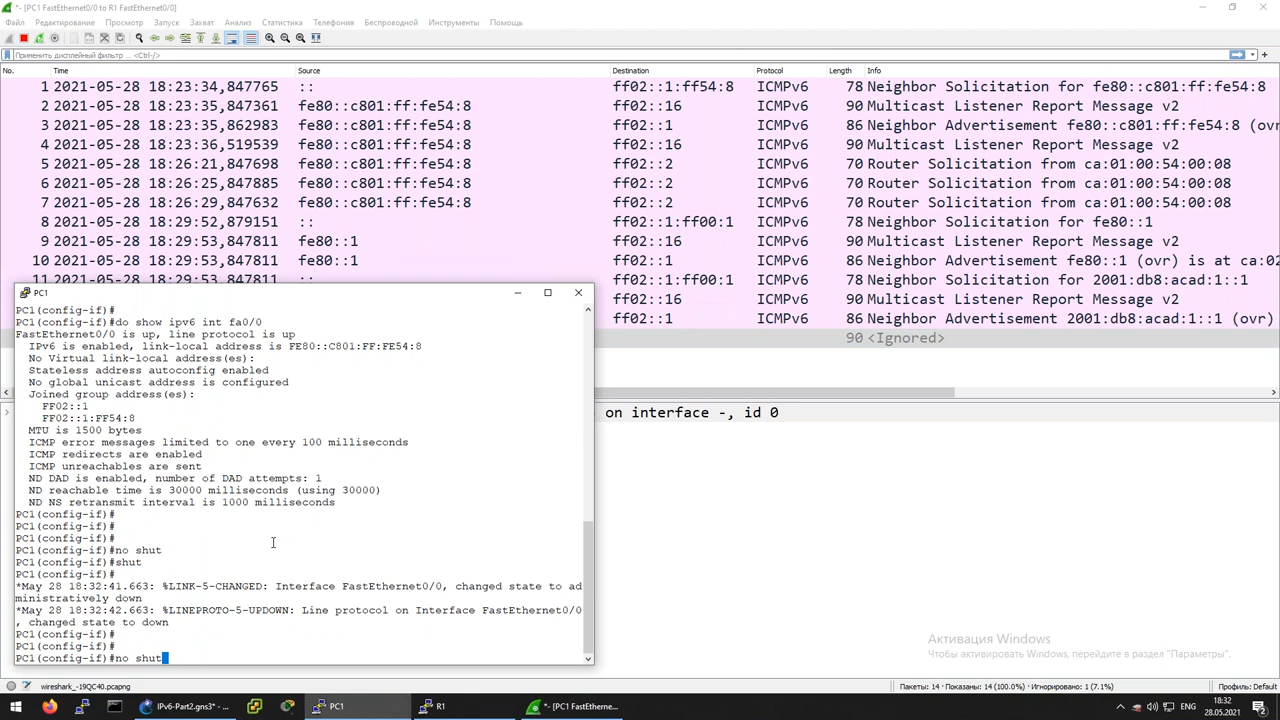 *- [PC1 FastEthernet0/0 to R1 FastEthernet0/0]
Файл Редактирование Просмотр Запуск Захват Анализ Статистика Телефония Беспроводной Инструменты Помощь
Применить дисплейный фильтр ... <Ctrl-/>
No. Time Source Destination Protocol Length Info
1 2021-05-28 18:23:34,847765 :: ff02::1:ff54:8 ICMPv6 78 Neighbor Solicitation for fe80::c801:ff:fe54:8
2 2021-05-28 18:23:35,847361 fe80::c801:ff:fe54:8 ff02::16 ICMPv6 90 Multicast Listener Report Message v2
3 2021-05-28 18:23:35,862983 fe80::c801:ff:fe54:8 ff02::1 ICMPv6 86 Neighbor Advertisement fe80::c801:ff:fe54:8 (ovr)
4 2021-05-28 18:23:36,519539 fe80::c801:ff:fe54:8 ff02::16 ICMPv6 90 Multicast Listener Report Message v2
5 2021-05-28 18:26:21,847698 fe80::c801:ff:fe54:8 ff02::2 ICMPv6 70 Router Solicitation from ca:01:00:54:00:08
6 2021-05-28 18:26:25,847885 fe80::c801:ff:fe54:8 ff02::2 ICMPv6 70 Router Solicitation from ca:01:00:54:00:08
7 2021-05-28 18:26:29,847632 fe80::c801:ff:fe54:8 ff02::2 ICMPv6 70 Router Solicitation from ca:01:00:54:00:08
8 2021-05-28 18:29:52,879151 :: ff02::1:ff00:1 ICMPv6 78 Neighbor Solicitation for fe80::1
9 2021-05-28 18:29:53,847811 fe80::1 ff02::16 ICMPv6 90 Multicast Listener Report Message v2
10 2021-05-28 18:29:53,847811 fe80::1 ff02::1 ICMPv6 86 Neighbor Advertisement fe80::1 (ovr) is at ca:02
11 2021-05-28 18:29:53,847811 :: ff02::1:ff00:1 ICMPv6 78 Neighbor Solicitation for 2001:db8:acad:1::1
ff02::16 ICMPv6 90 Multicast Listener Report Message v2
ff02::1 ICMPv6 86 Neighbor Advertisement 2001:db8:acad:1::1 (ovr)
90 <Ignored>
on interface -, id 0
PC1
PC1(config-if)#
PC1(config-if)#do show ipv6 int fa0/0
FastEthernet0/0 is up, line protocol is up
IPv6 is enabled, link-local address is FE80::C801:FF:FE54:8
No Virtual link-local address(es):
Stateless address autoconfig enabled
No global unicast address is configured
Joined group address(es):
FF02::1
FF02::1:FF54:8
MTU is 1500 bytes
ICMP error messages limited to one every 100 milliseconds
ICMP redirects are enabled
ICMP unreachables are sent
ND DAD is enabled, number of DAD attempts: 1
ND reachable time is 30000 milliseconds (using 30000)
ND NS retransmit interval is 1000 milliseconds
PC1(config-if)#
PC1(config-if)#
PC1(config-if)#
PC1(config-if)#no shut
PC1(config-if)#shut
PC1(config-if)#
*May 28 18:32:41.663: %LINK-5-CHANGED: Interface FastEthernet0/0, changed state to ad
ministratively down
*May 28 18:32:42.663: %LINEPROTO-5-UPDOWN: Line protocol on Interface FastEthernet0/0
, changed state to down
PC1(config-if)#
PC1(config-if)#
PC1(config-if)#no shut
Активация Windows
Чтобы активировать Windows, перейдите в раздел "Параметры".
wireshark_-19QC40.pcapng Пакеты: 14 · Показаны: 14 (100.0%) · Игнорировано: 1 (7.1%) Профиль: Default
IPv6-Part2.gns3* - ... PC1 R1 *- [PC1 FastEtherne... ENG 18:32
28.05.2021